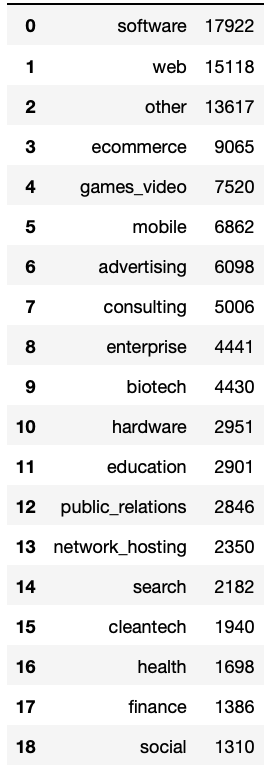 0 software 17922
1 web 15118
2 other 13617
3 ecommerce 9065
4 games_video 7520
5 mobile 6862
6 advertising 6098
7 consulting 5006
8 enterprise 4441
9 biotech 4430
10 hardware 2951
11 education 2901
12 public_relations 2846
13 network_hosting 2350
14 search 2182
15 cleantech 1940
16 health 1698
17 finance 1386
18 social 1310